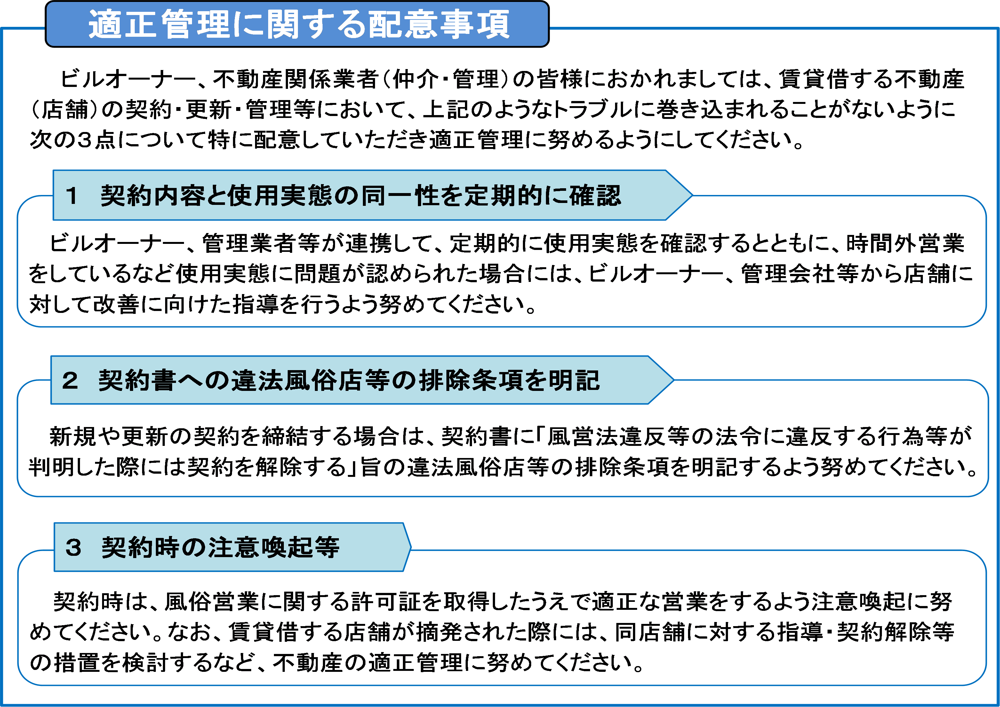 適正管理に関する配意事項
ビルオーナー、不動産関係業者（仲介・管理）の皆様におかれましては、賃貸借する不動産
（店舗）の契約・更新・管理等において、上記のようなトラブルに巻き込まれることがないように
次の３点について特に配意していただき適正管理に努めるようにしてください。
１　契約内容と使用実態の同一性を定期的に確認
ビルオーナー、管理業者等が連携して、定期的に使用実態を確認するとともに、時間外営業
をしているなど使用実態に問題が認められた場合には、ビルオーナー、管理会社等から店舗に
対して改善に向けた指導を行うよう努めてください。
２　契約書への違法風俗店等の排除条項を明記
新規や更新の契約を締結する場合は、契約書に「風営法違反等の法令に違反する行為等が
判明した際には契約を解除する」旨の違法風俗店等の排除条項を明記するよう努めてください。
３　契約時の注意喚起等
契約時は、風俗営業に関する許可証を取得したうえで適正な営業をするよう注意喚起に努
めてください。なお、賃貸借する店舗が摘発された際には、同店舗に対する指導・契約解除等
の措置を検討するなど、不動産の適正管理に努めてください。